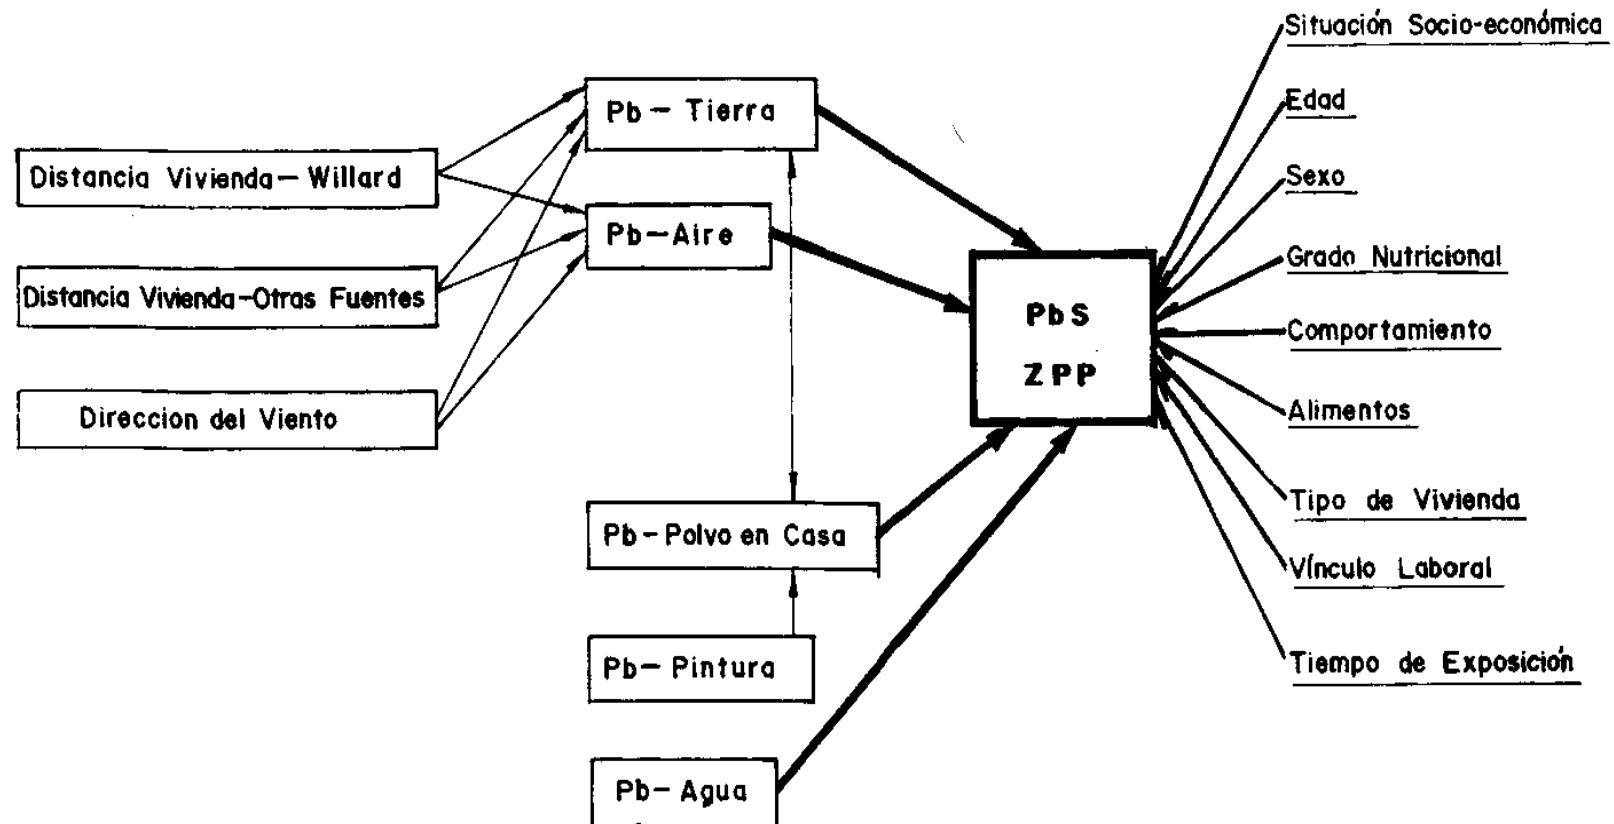 Distancia Vivienda-Willard
Distancia Vivienda-Otras Fuentes
Direccion del Viento
Pb-Tierra
Pb-Aire
Pb-Polvo en Casa
Pb-Pintura
Pb-Agua
PbS
ZPP
Situación Socio-económica
Edad
Sexo
Grado Nutricional
Comportamiento
Alimentos
Tipo de Vivienda
Vínculo Laboral
Tiempo de Exposición